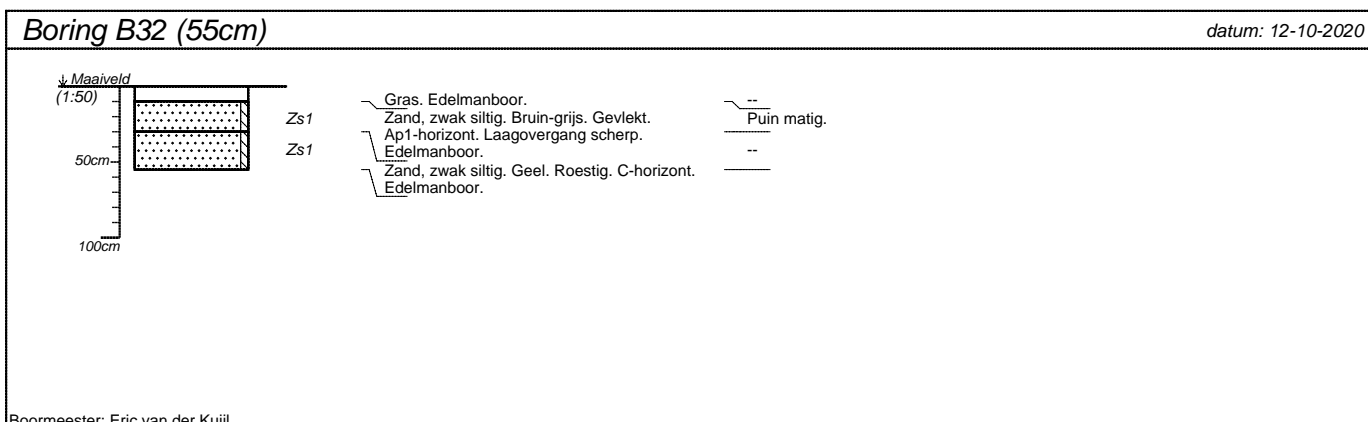 Boring B32 (55cm)
datum: 12-10-2020
Maaiveld
(1:50)
50cm
100cm
Zs1
Zs1
Gras. Edelmanboor.
Zand, zwak siltig. Bruin-grijs. Gevlekt.
Ap1-horizont. Laagovergang scherp.
Edelmanboor.
Zand, zwak siltig. Geel. Roestig. C-horizont.
Edelmanboor.
--
Puin matig.
--
Boormeester: Eric van der Kuijl